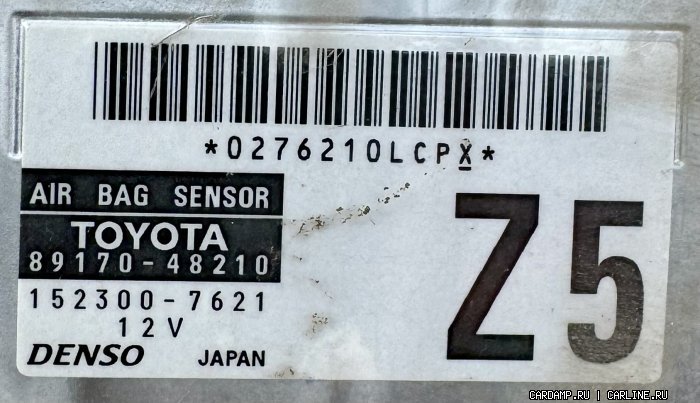 *0276210LCPX*
AIR BAG SENSOR
TOYOTA
89170-48210
152300-7621
12V
DENSO JAPAN
Z5
CARDAMP.RU | CARLINE.RU